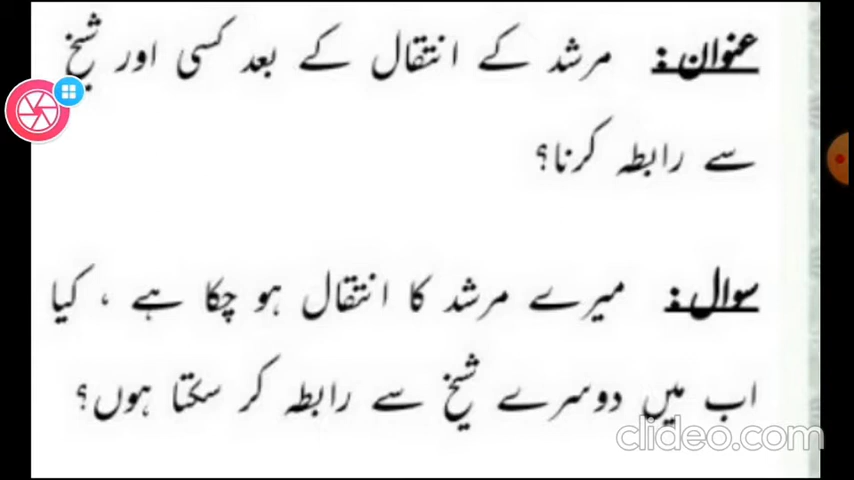 عنوان: مرشد کے انتقال کے بعد کسی اور شیخ
سے رابطہ کرنا؟
سوال: میرے مرشد کا انتقال ہو چکا ہے ، کیا
اب میں دوسرے شیخ سے رابطہ کر سکتا ہوں؟
clideo.com